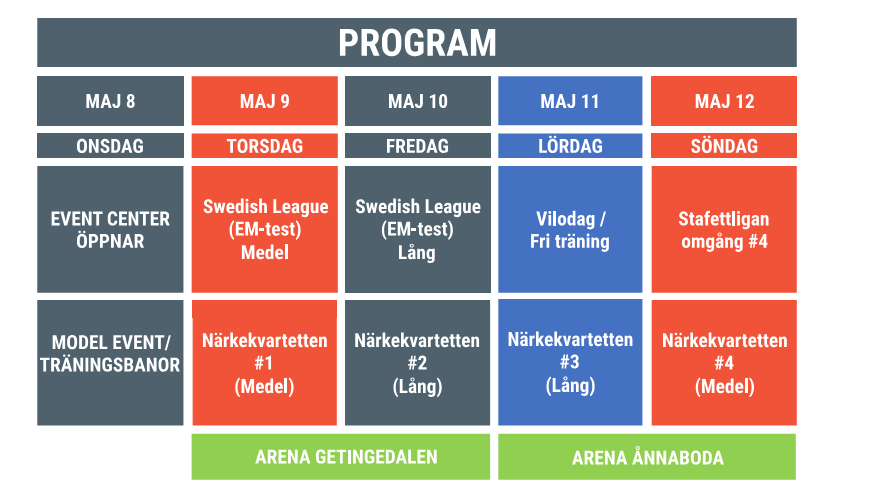 PROGRAM
MAJ 8
MAJ 9
MAJ 10
MAJ 11
MAJ 12
ONSDAG
TORSDAG
FREDAG
LÖRDAG
SÖNDAG
EVENT CENTER
ÖPPNAR
Swedish League
(EM-test)
Medel
Swedish League
(EM-test)
Lång
Vilodag /
Fri träning
Stafettligan
omgång #4
MODEL EVENT/
TRÄNINGSBANOR
Närkekvartetten
#1
(Medel)
Närkekvartetten
#2
(Lång)
Närkekvartetten
#3
(Lång)
Närkekvartetten
#4
(Medel)
ARENA GETINGEDALEN
ARENA ÅNNABODA